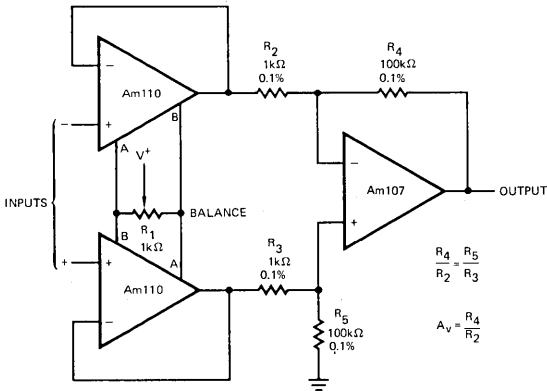 R2
1kΩ
0.1%
R4
100kΩ
0.1%
−
Am110
+
B
A
V+
−
INPUTS
+
R1
1kΩ
BALANCE
B
A
+
Am110
−
R3
1kΩ
0.1%
R5
100kΩ
0.1%
−
Am107
+
OUTPUT
R4/R2 = R5/R3
Av = R4/R2